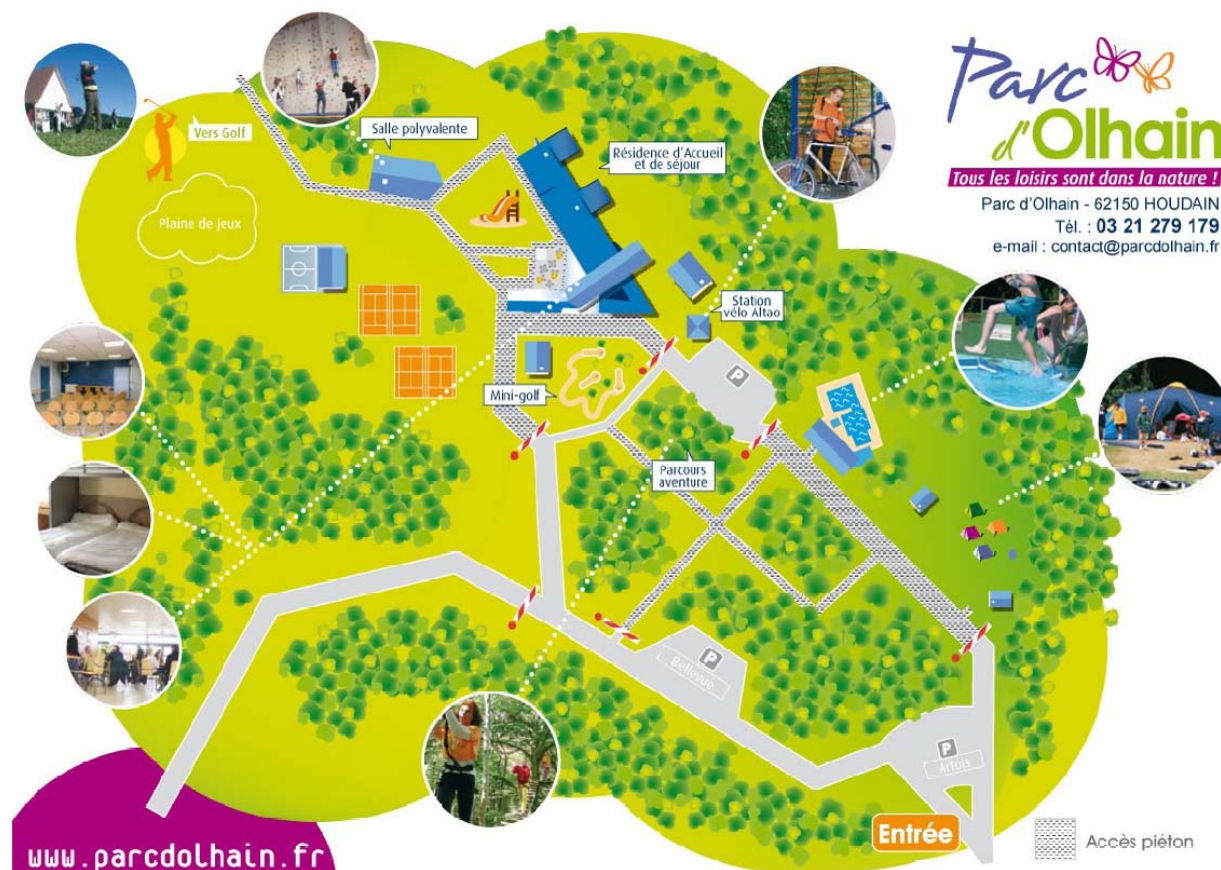 Parc
d'Olhain
Tous les loisirs sont dans la nature !
Parc d'Olhain - 62150 HOUDAIN
Tél. : 03 21 279 179
e-mail : contact@parcdolhain.fr
Vers Golf
Salle polyvalente
Résidence d'Accueil
et de séjour
Plaine de jeux
Station
vélo Altao
P
Mini-golf
Parcours
aventure
P
Bellevue
P
Artois
Entrée
Accès piéton
www.parcdolhain.fr